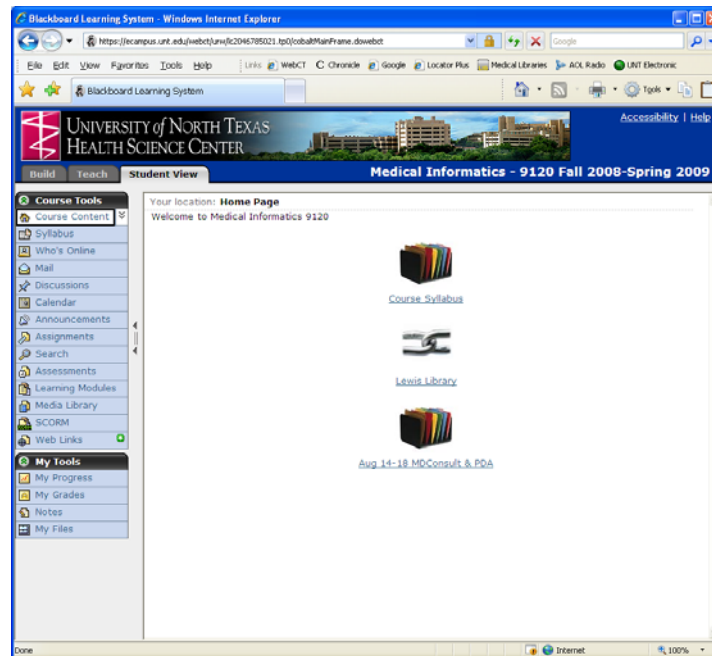 Blackboard Learning System - Windows Internet Explorer
https://ecampus.unt.edu/webct/urw/lc2046785021.tp0/cobaltMainFrame.dowebct
Google
File Edit View Favorites Tools Help
Links WebCT Chronicle Google Locator Plus Medical Libraries AOL Radio UNT Electronic
Blackboard Learning System
Tools
UNIVERSITY of NORTH TEXAS
HEALTH SCIENCE CENTER
Accessibility | Help
Build Teach Student View
Medical Informatics - 9120 Fall 2008-Spring 2009
Course Tools
Course Content
Syllabus
Who's Online
Mail
Discussions
Calendar
Announcements
Assignments
Search
Assessments
Learning Modules
Media Library
SCORM
Web Links
My Tools
My Progress
My Grades
Notes
My Files
Your location: Home Page
Welcome to Medical Informatics 9120
Course Syllabus
Lewis Library
Aug 14-18 MDConsult & PDA
Done
Internet
100%